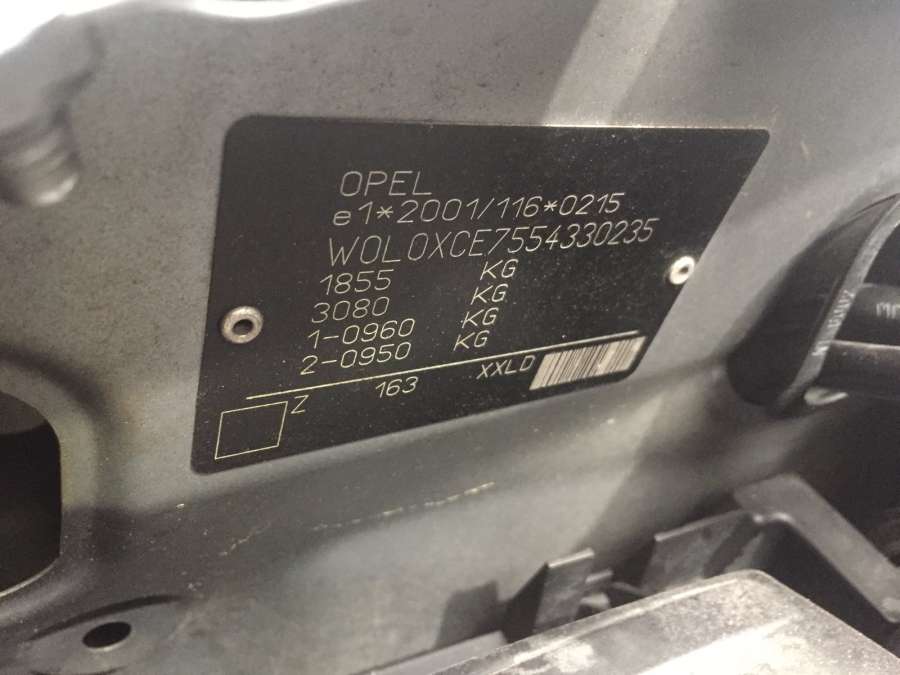 OPEL
e1*2001/116*0215
W0L0XCE7554330235
1855 KG
3080 KG
1-0960 KG
2-0950 KG
Z 163 XXLD